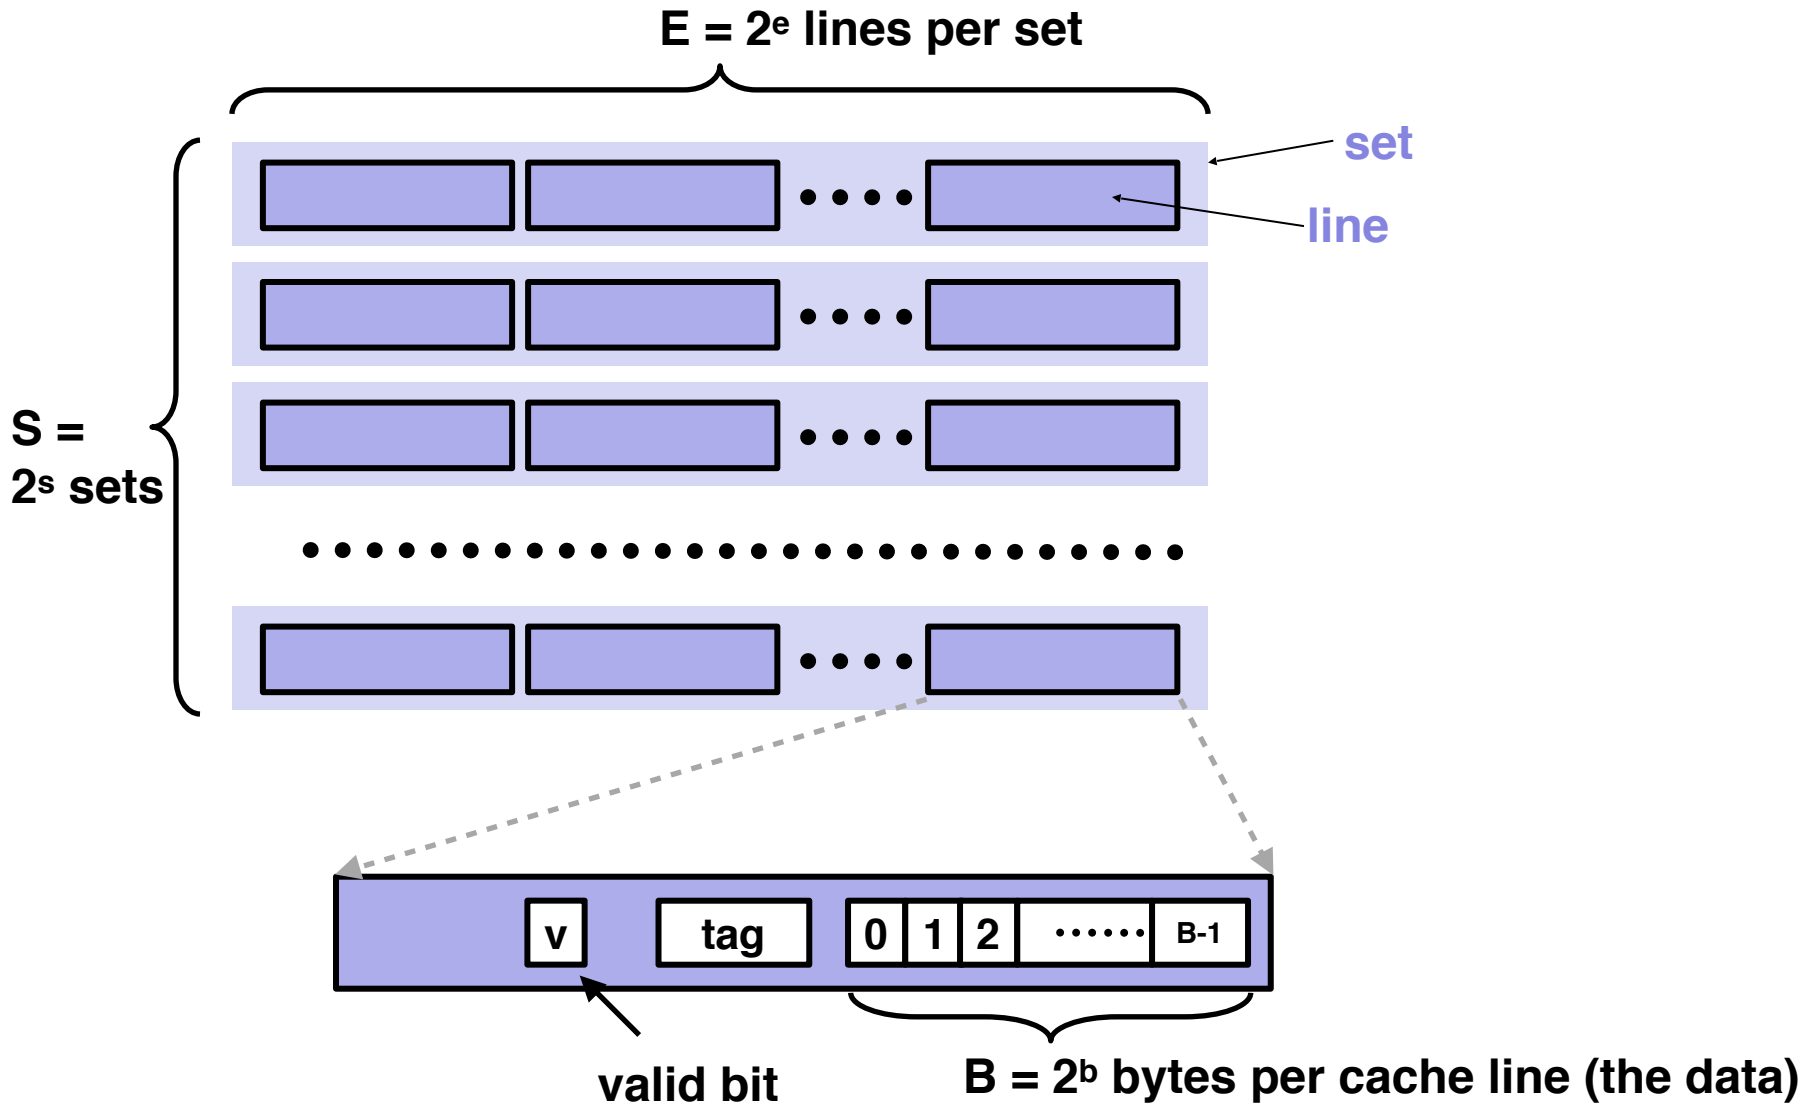 E = 2ᵉ lines per set
set
line
S =
2ˢ sets
v
tag
0
1
2
B-1
valid bit
B = 2ᵇ bytes per cache line (the data)